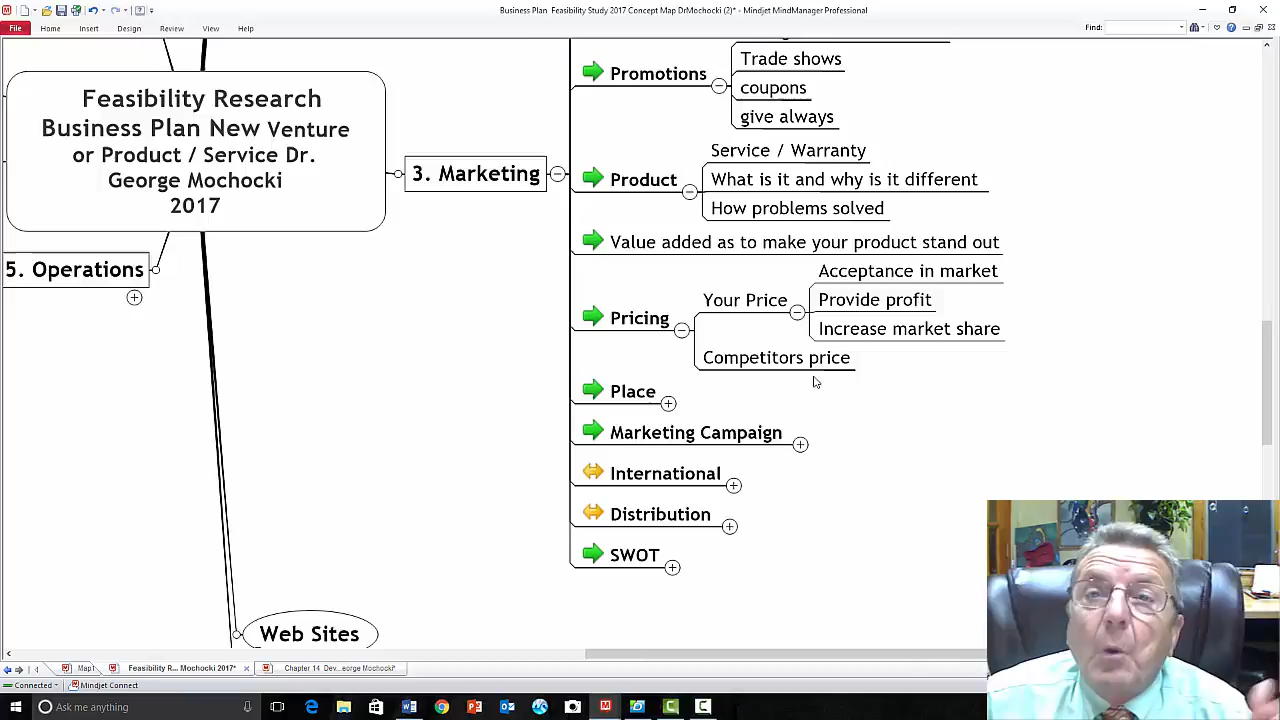 Business Plan Feasibility Study 2017 Concept Map DrMochocki (2)* - Mindjet MindManager Professional
File Home Insert Design Review View Help
Find:
Trade shows
Promotions
coupons
give always
Feasibility Research
Business Plan New Venture
or Product / Service Dr.
George Mochocki
2017
3. Marketing
Service / Warranty
Product
What is it and why is it different
How problems solved
Value added as to make your product stand out
5. Operations
Acceptance in market
Your Price
Provide profit
Pricing
Increase market share
Competitors price
Place
Marketing Campaign
International
Distribution
SWOT
Web Sites
Map1
Feasibility R... Mochocki 2017*
Chapter 14 Dev...eorge Mochocki*
Connected
Mindjet Connect
Ask me anything
7:07 PM